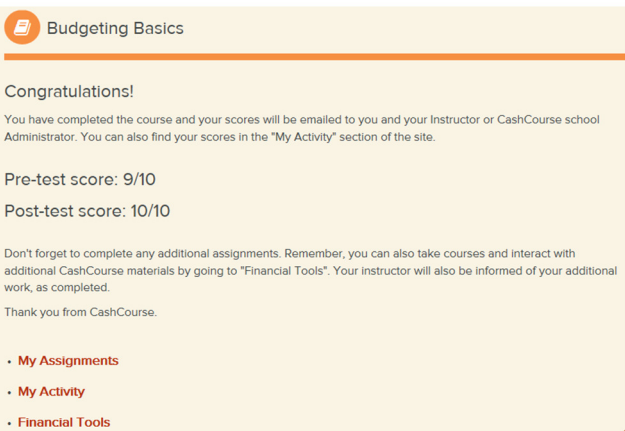 Budgeting Basics
Congratulations!
You have completed the course and your scores will be emailed to you and your Instructor or CashCourse school
Administrator. You can also find your scores in the "My Activity" section of the site.
Pre-test score: 9/10
Post-test score: 10/10
Don't forget to complete any additional assignments. Remember, you can also take courses and interact with
additional CashCourse materials by going to "Financial Tools". Your instructor will also be informed of your additional
work, as completed.
Thank you from CashCourse.
• My Assignments
• My Activity
• Financial Tools